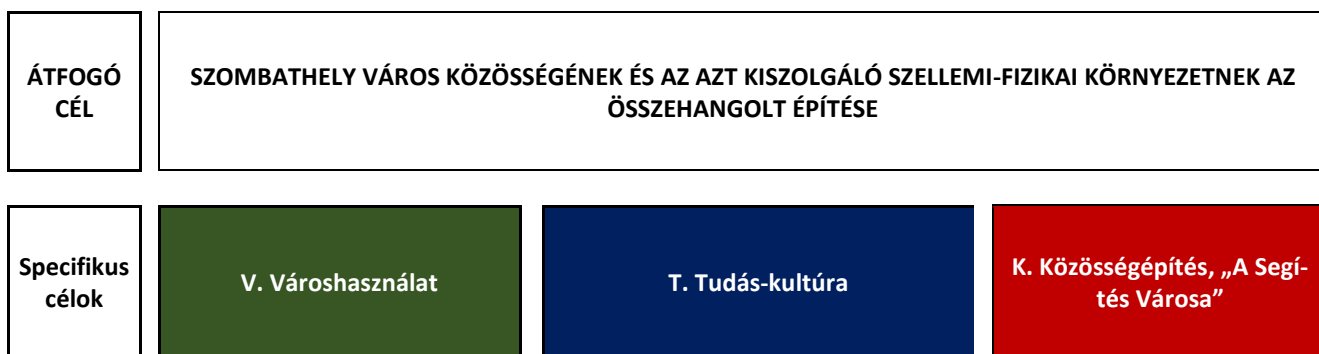 ÁTFOGÓ
CÉL
SZOMBATHELY VÁROS KÖZÖSSÉGÉNEK ÉS AZ AZT KISZOLGÁLÓ SZELLEMI-FIZIKAI KÖRNYEZETNEK AZ
ÖSSZEHANGOLT ÉPÍTÉSE
Specifikus
célok
V. Városhasználat
T. Tudás-kultúra
K. Közösségépítés, „A Segí-
tés Városa”